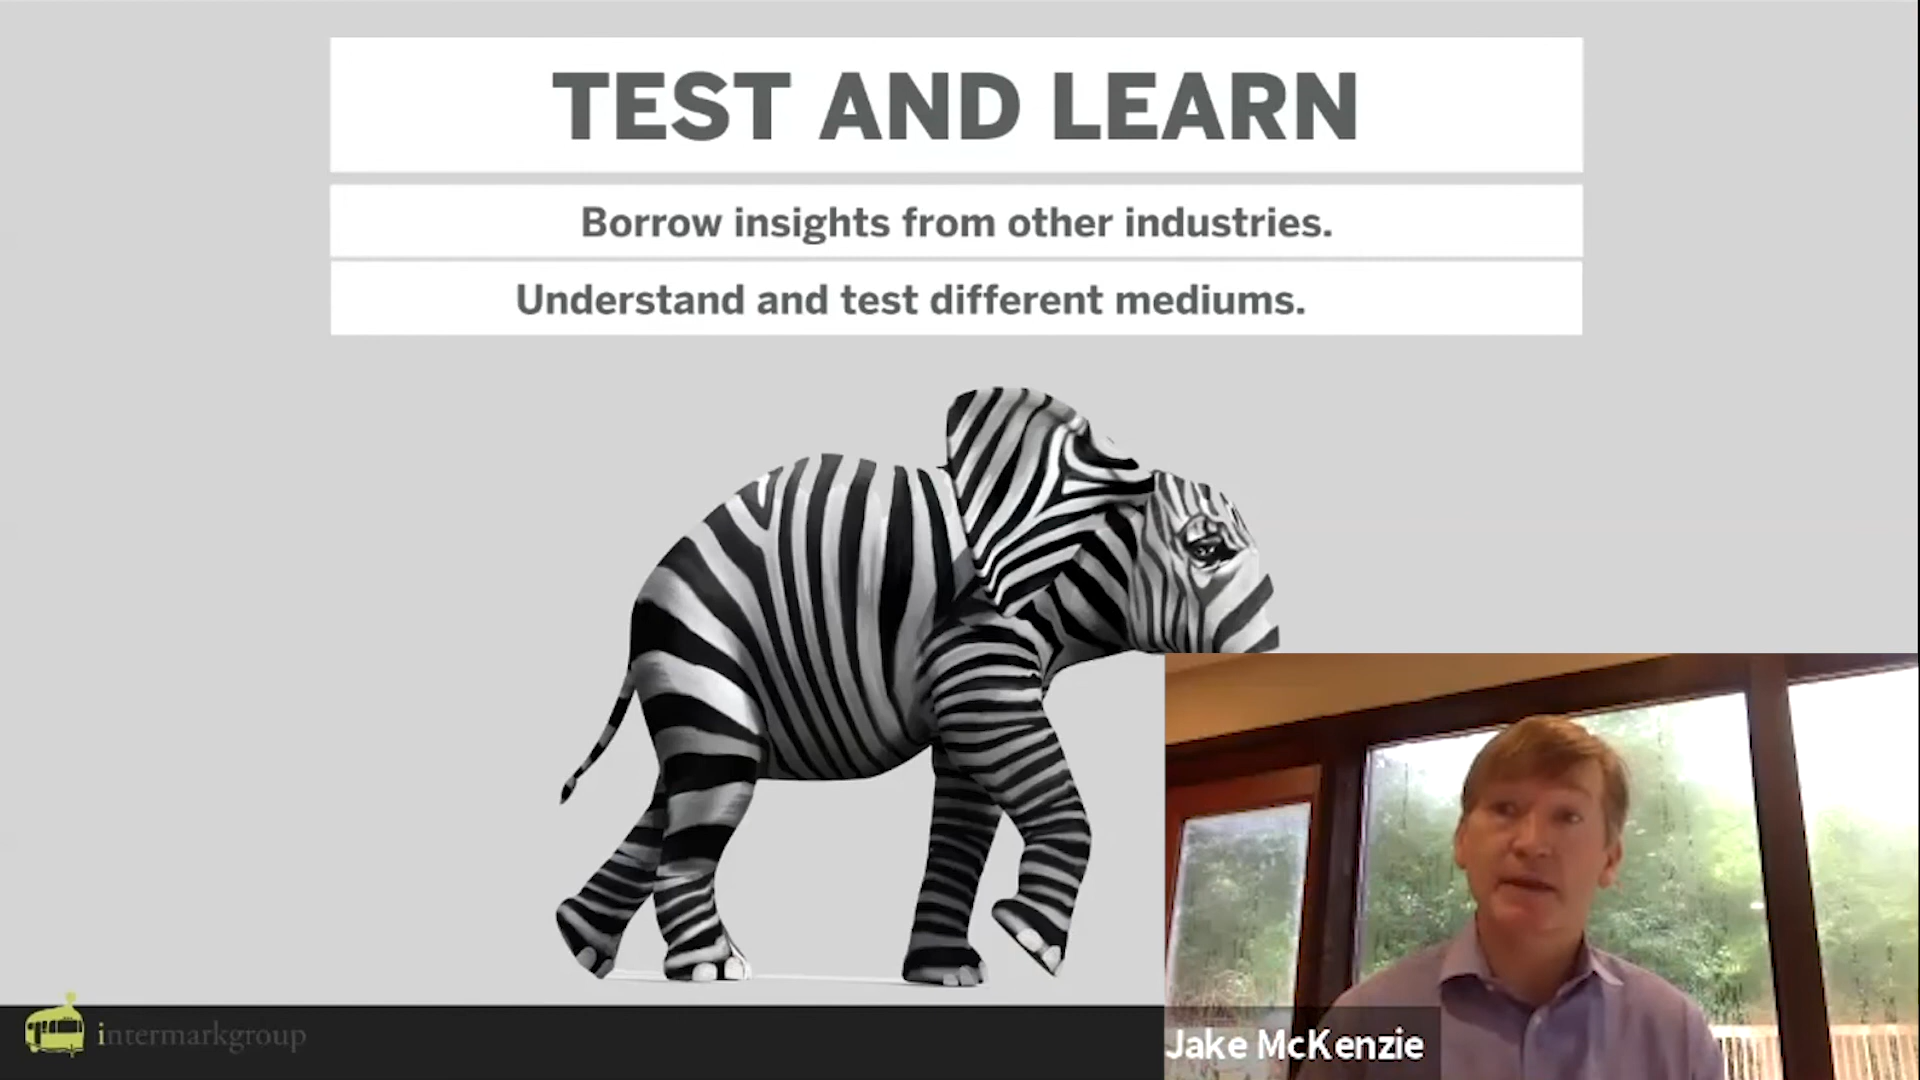 TEST AND LEARN
Borrow insights from other industries.
Understand and test different mediums.
intermarkgroup
Jake McKenzie